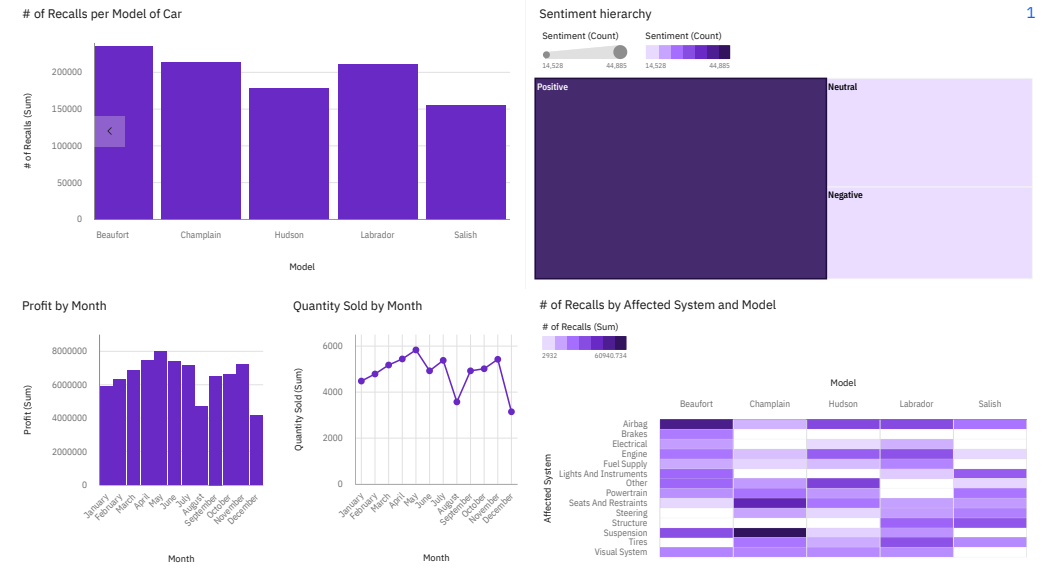 # of Recalls per Model of Car
# of Recalls (Sum)
200000
150000
100000
50000
0
Beaufort Champlain Hudson Labrador Salish
Model
Sentiment hierarchy
1
Sentiment (Count) Sentiment (Count)
14,528 44,885 14,528 44,885
Positive
Neutral
Negative
Profit by Month
Profit (Sum)
8000000
6000000
4000000
2000000
0
January February March April May June July August September October November December
Month
Quantity Sold by Month
Quantity Sold (Sum)
6000
4000
2000
0
January February March April May June July August September October November December
Month
# of Recalls by Affected System and Model
# of Recalls (Sum)
2932 60940.734
Model
Beaufort Champlain Hudson Labrador Salish
Affected System
Airbag
Brakes
Electrical
Engine
Fuel Supply
Lights And Instruments
Other
Powertrain
Seats And Restraints
Steering
Structure
Suspension
Tires
Visual System